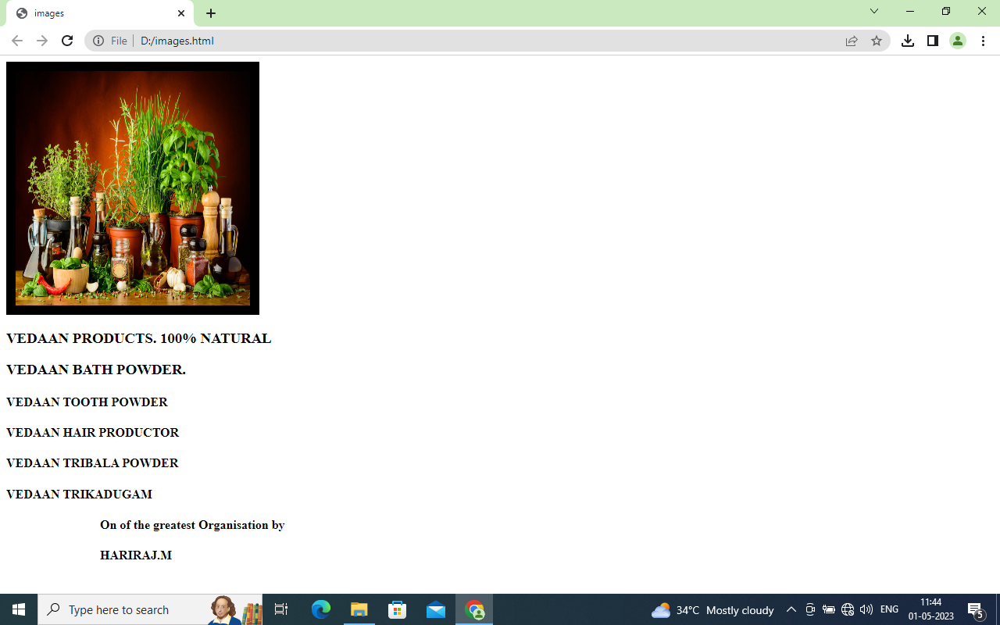 images
File
D:/images.html
VEDAAN PRODUCTS. 100% NATURAL
VEDAAN BATH POWDER.
VEDAAN TOOTH POWDER
VEDAAN HAIR PRODUCTOR
VEDAAN TRIBALA POWDER
VEDAAN TRIKADUGAM
On of the greatest Organisation by
HARIRAJ.M
Type here to search
34°C Mostly cloudy
ENG
11:44
01-05-2023
5